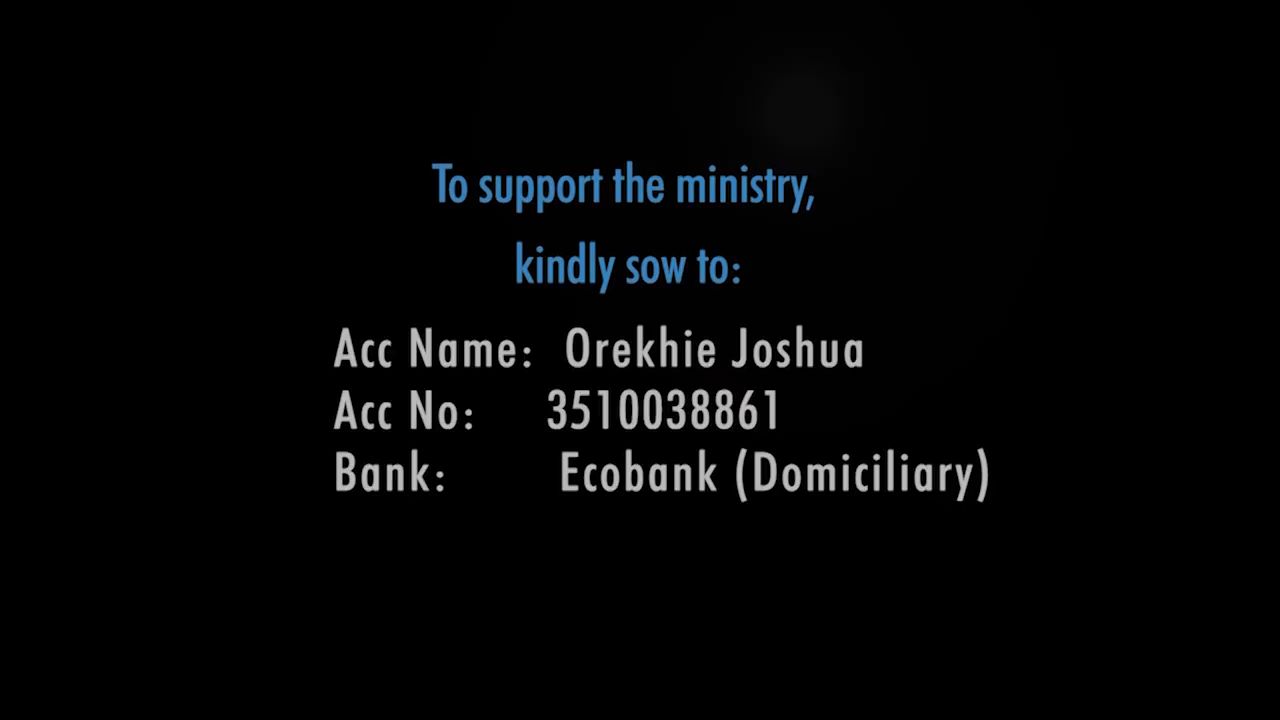 To support the ministry,
kindly sow to:
Acc Name: Orekhie Joshua
Acc No: 3510038861
Bank: Ecobank (Domiciliary)